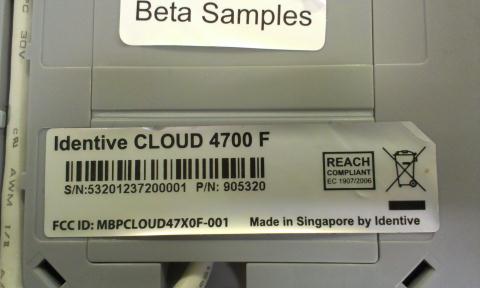 Beta Samples
Identive CLOUD 4700 F
S/N:53201237200001 P/N: 905320
REACH
COMPLIANT
EC 1907/2006
FCC ID: MBPCLOUD47X0F-001 Made in Singapore by Identive
AWM